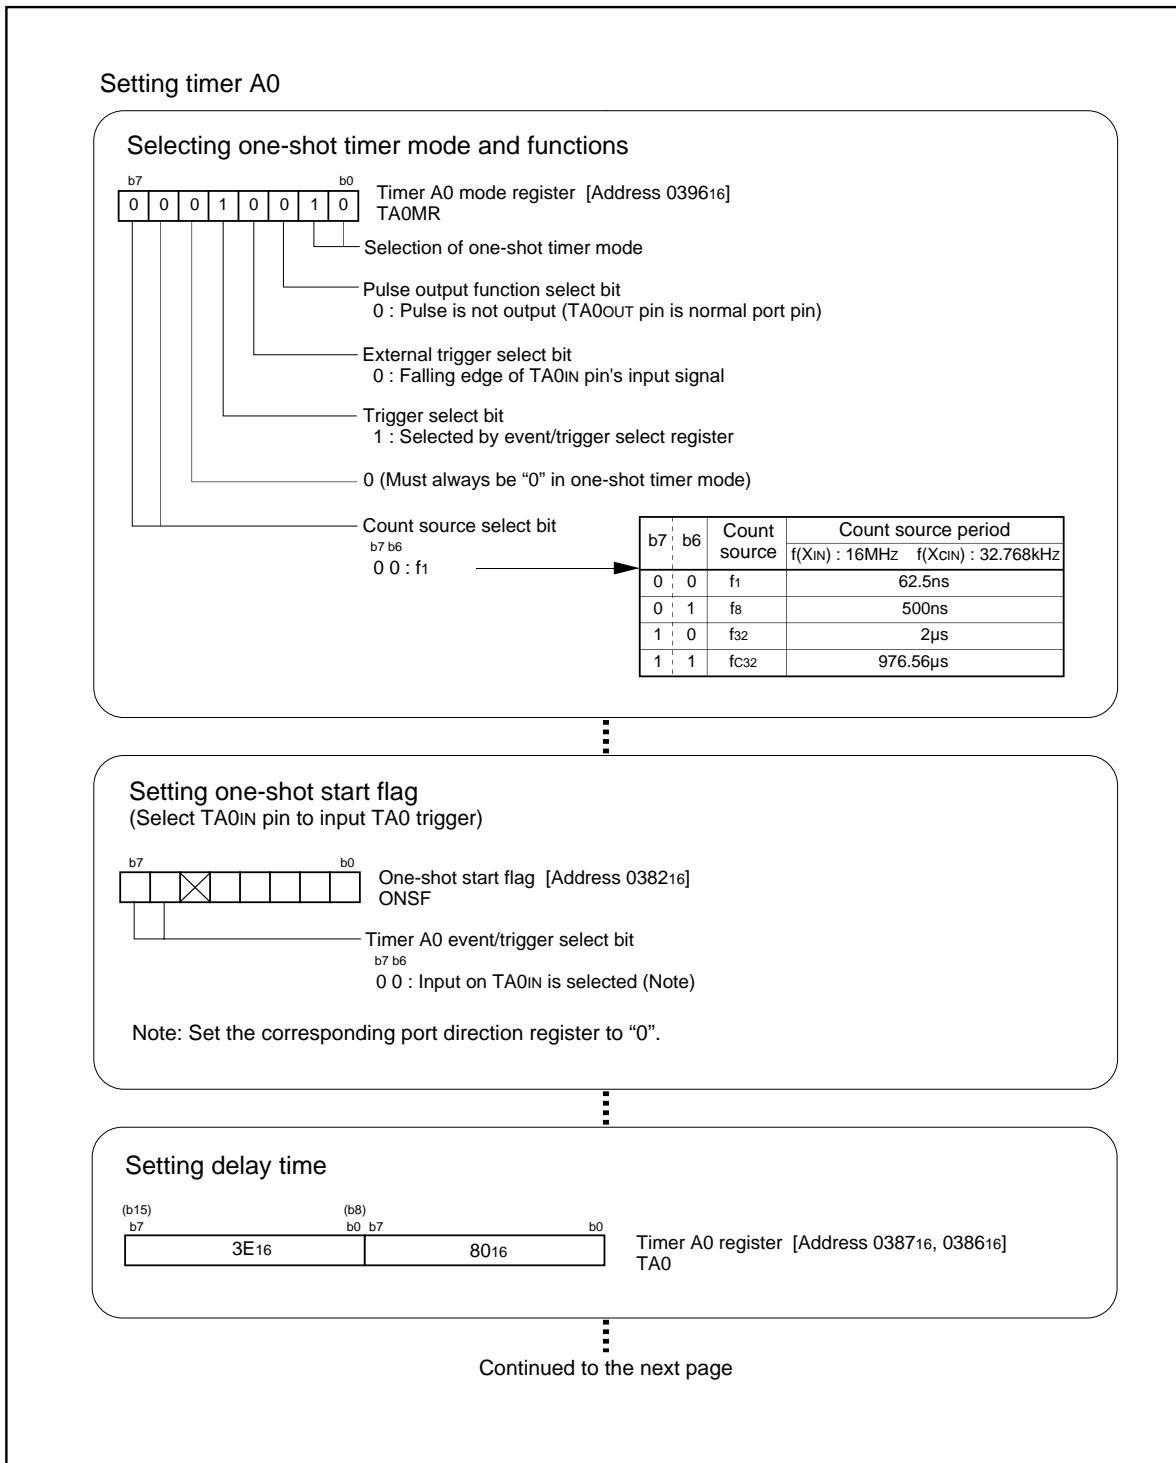 Setting timer A0
Selecting one-shot timer mode and functions
b7 b0
0 0 0 1 0 0 1 0
Timer A0 mode register [Address 039616]
TA0MR
Selection of one-shot timer mode
Pulse output function select bit
0 : Pulse is not output (TA0OUT pin is normal port pin)
External trigger select bit
0 : Falling edge of TA0IN pin's input signal
Trigger select bit
1 : Selected by event/trigger select register
0 (Must always be “0” in one-shot timer mode)
Count source select bit
b7 b6
0 0 : f1
b7 b6 Count source Count source period
f(XIN) : 16MHz f(XCIN) : 32.768kHz
0 0 f1 62.5ns
0 1 f8 500ns
1 0 f32 2µs
1 1 fC32 976.56µs
Setting one-shot start flag
(Select TA0IN pin to input TA0 trigger)
b7 b0
One-shot start flag [Address 038216]
ONSF
Timer A0 event/trigger select bit
b7 b6
0 0 : Input on TA0IN is selected (Note)
Note: Set the corresponding port direction register to “0”.
Setting delay time
(b15) (b8)
b7 b0 b7 b0
3E16 8016
Timer A0 register [Address 038716, 038616]
TA0
Continued to the next page